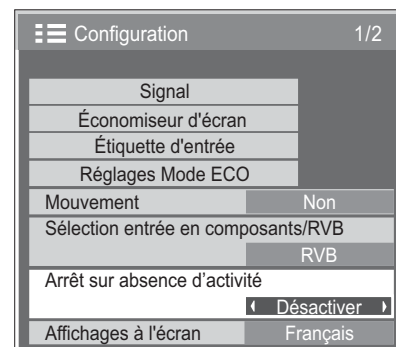 Configuration 1/2
Signal
Économiseur d'écran
Étiquette d'entrée
Réglages Mode ECO
Mouvement Non
Sélection entrée en composants/RVB
RVB
Arrêt sur absence d’activité
Désactiver
Affichages à l'écran Français